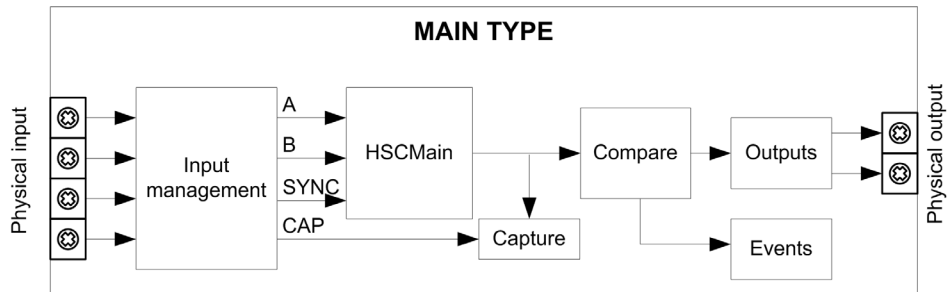 MAIN TYPE
Physical input
Input
management
A
B
SYNC
CAP
HSCMain
Capture
Compare
Outputs
Events
Physical output